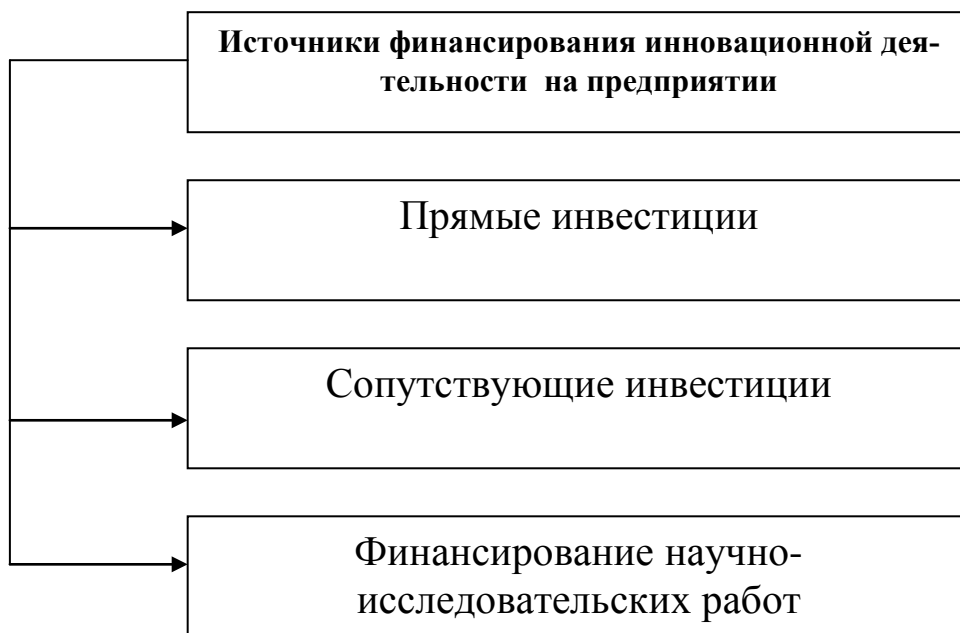 Источники финансирования инновационной дея-
тельности на предприятии
Прямые инвестиции
Сопутствующие инвестиции
Финансирование научно-
исследовательских работ